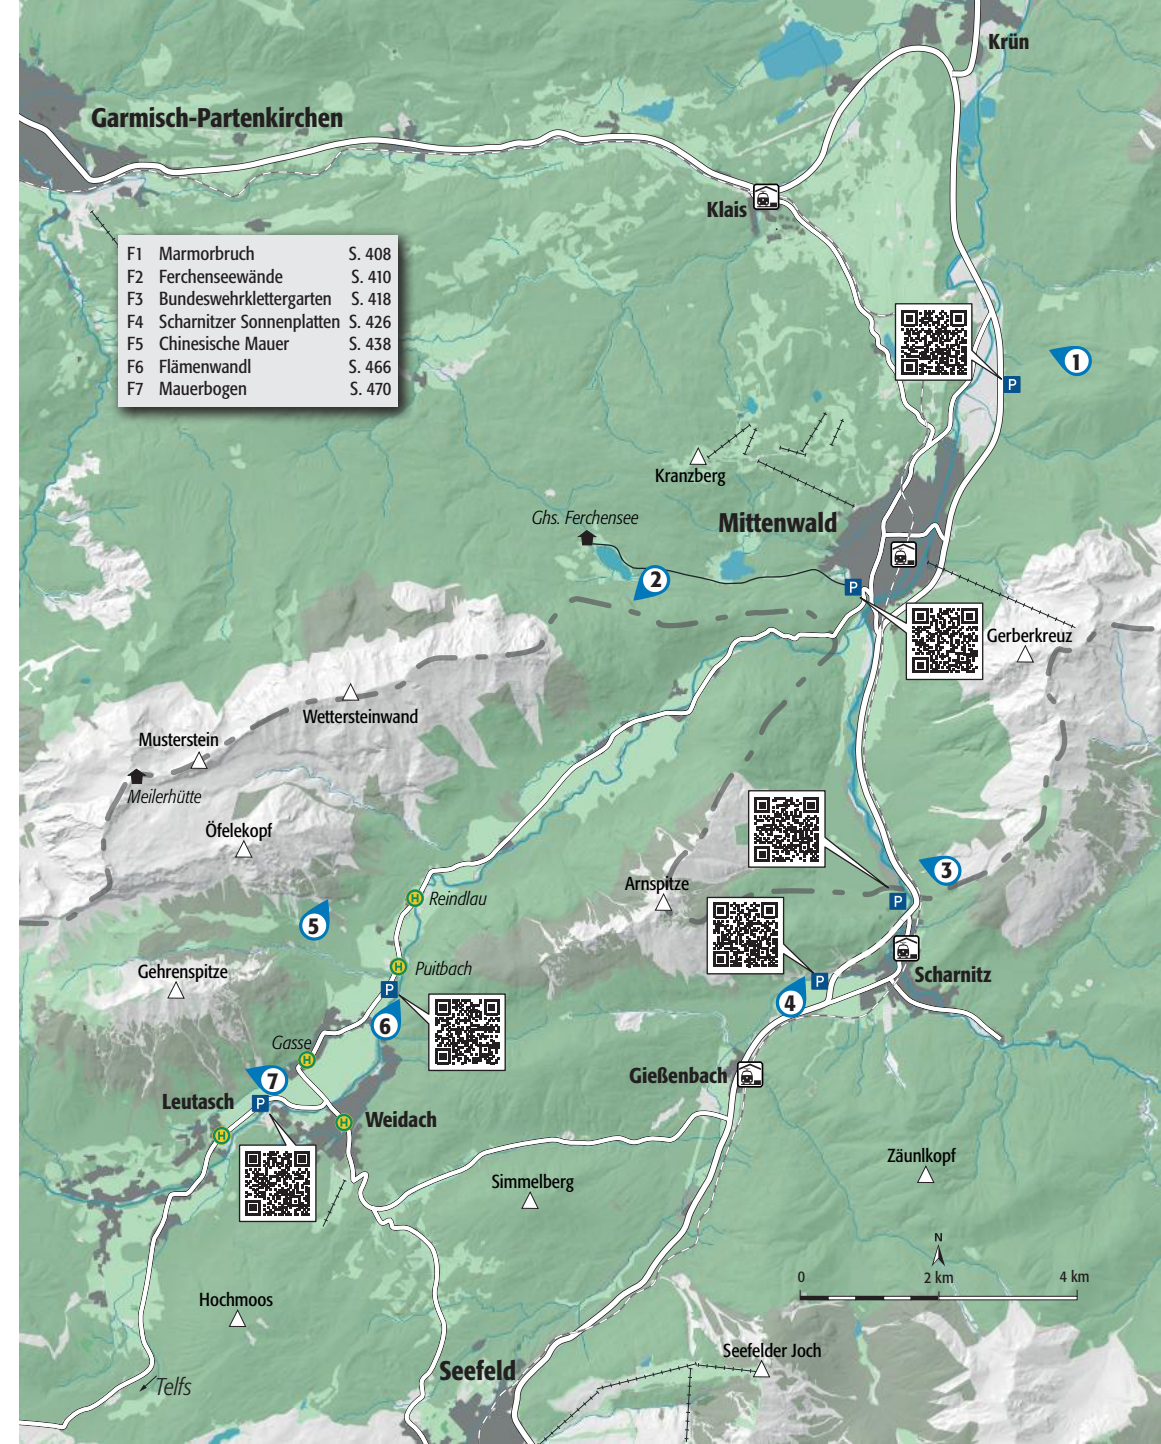 Krün
Garmisch-Partenkirchen
Klais
F1 Marmorbruch S. 408
F2 Ferchenseewände S. 410
F3 Bundeswehrklettergarten S. 418
F4 Scharnitzer Sonnenplatten S. 426
F5 Chinesische Mauer S. 438
F6 Flämenwandl S. 466
F7 Mauerbogen S. 470
1
P
Kranzberg
Ghs. Ferchensee
Mittenwald
2
P
Gerberkreuz
Wettersteinwand
Musterstein
Meilerhütte
Öfelekopf
3
Arnspitze
H Reindlau
P
5
Scharnitz
Gehrenspitze
H Puitbach
P
P
4
6
Gasse
H
Gießenbach
7
Leutasch
P
H
Weidach
H
Zäunlkopf
Simmelberg
N
0 2 km 4 km
Hochmoos
Seefelder Joch
Seefeld
Telfs